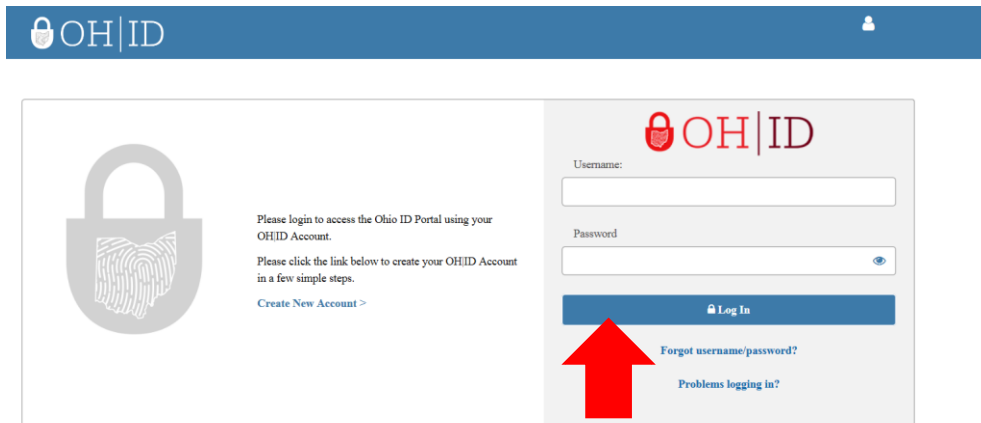 OH|ID
Please login to access the Ohio ID Portal using your
OH|ID Account.
Please click the link below to create your OH|ID Account
in a few simple steps.
Create New Account >
OH|ID
Username:
Password
Log In
Forgot username/password?
Problems logging in?